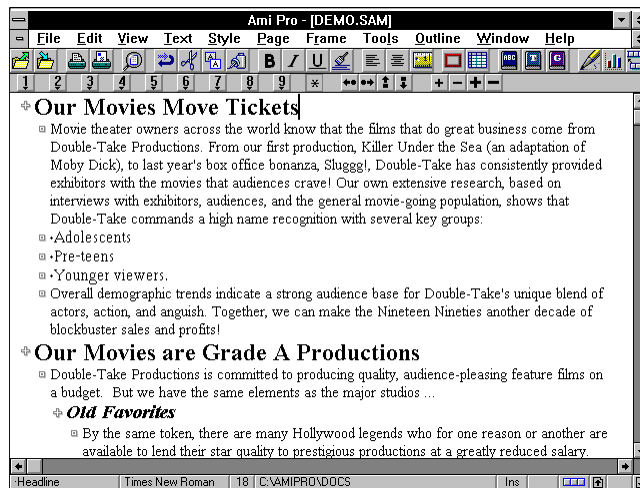 Ami Pro - [DEMO.SAM]
File Edit View Text Style Page Frame Tools Outline Window Help
B I U ABC T G
1 2 3 4 5 6 7 8 9
Our Movies Move Tickets
Movie theater owners across the world know that the films that do great business come from
Double-Take Productions. From our first production, Killer Under the Sea (an adaptation of
Moby Dick), to last year's box office bonanza, Sluggg!, Double-Take has consistently provided
exhibitors with the movies that audiences crave! Our own extensive research, based on
interviews with exhibitors, audiences, and the general movie-going population, shows that
Double-Take commands a high name recognition with several key groups:
•Adolescents
•Pre-teens
•Younger viewers.
Overall demographic trends indicate a strong audience base for Double-Take's unique blend of
actors, action, and anguish. Together, we can make the Nineteen Nineties another decade of
blockbuster sales and profits!
Our Movies are Grade A Productions
Double-Take Productions is committed to producing quality, audience-pleasing feature films on
a budget. But we have the same elements as the major studios ...
Old Favorites
By the same token, there are many Hollywood legends who for one reason or another are
available to lend their star quality to prestigious productions at a greatly reduced salary.
·Headline Times New Roman 18 C:\AMIPRO\DOCS Ins